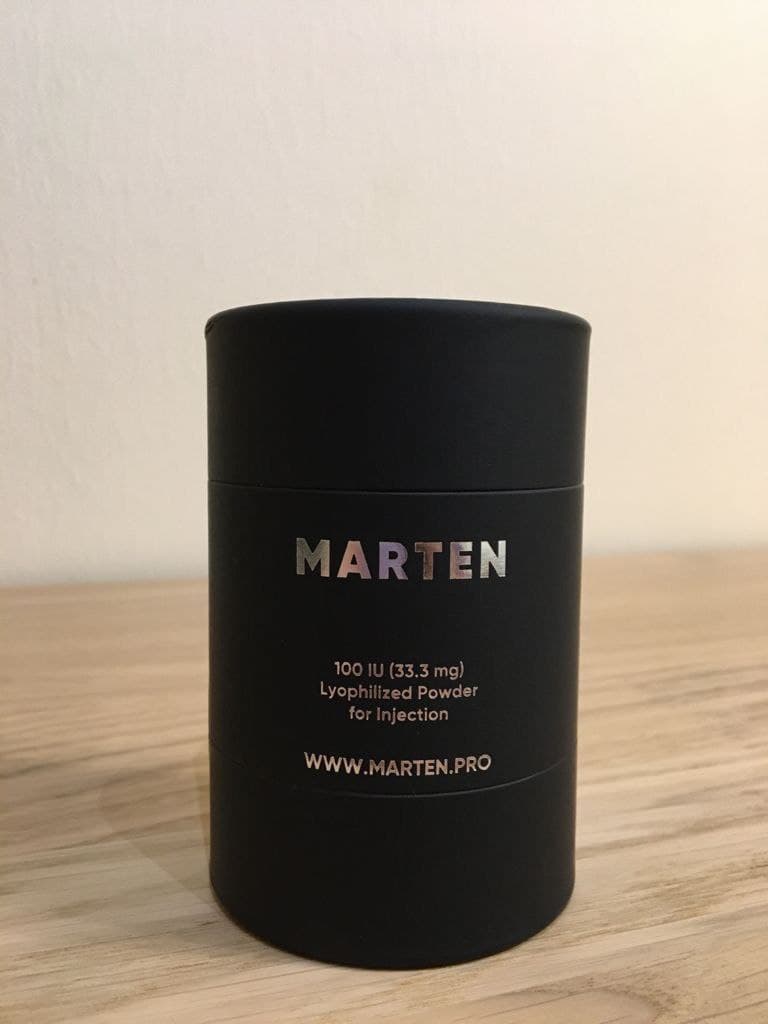 MARTEN
100 IU (33.3 mg)
Lyophilized Powder
for Injection
WWW.MARTEN.PRO